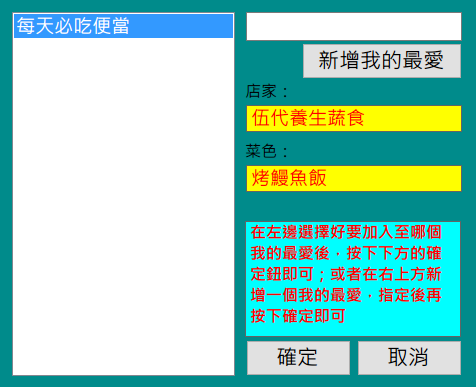 每天必吃便當
新增我的最愛
店家：
伍代養生蔬食
菜色：
烤鰻魚飯
在左邊選擇好要加入至哪個
我的最愛後，按下下方的確
定鈕即可；或者在右上方新
增一個我的最愛，指定後再
按下確定即可
確定
取消